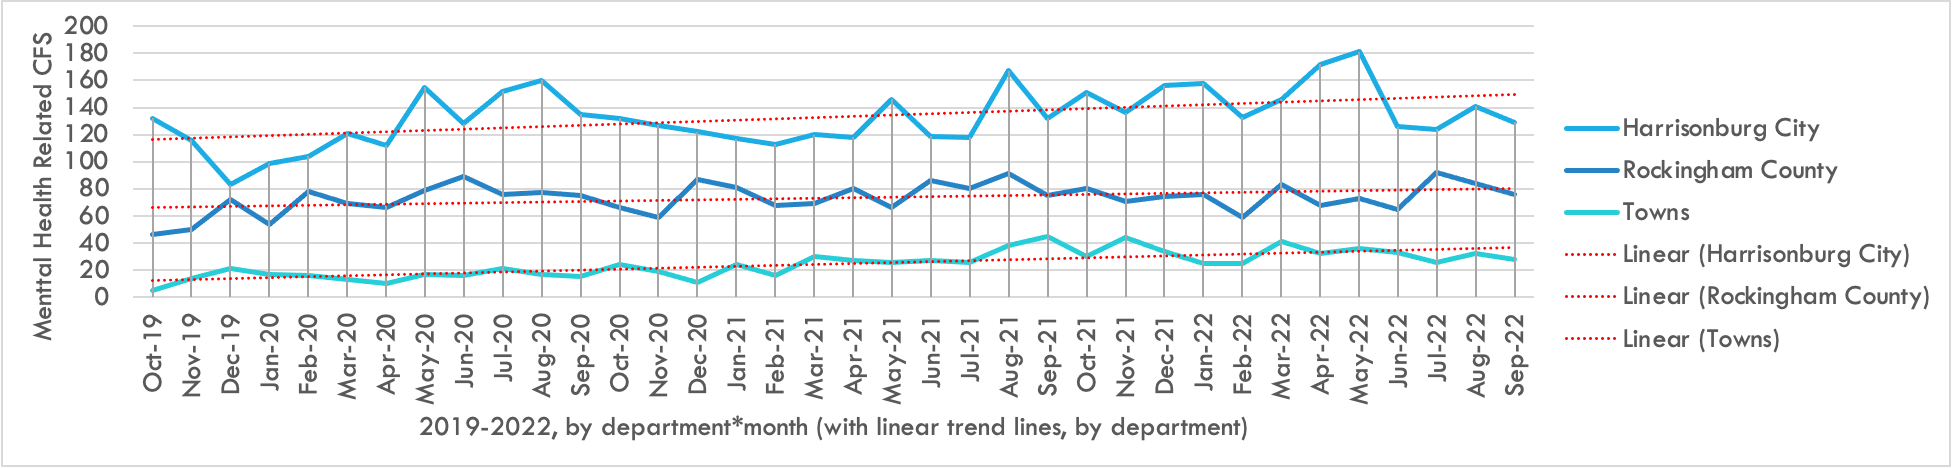 Menttal Health Related CFS
200
180
160
140
120
100
80
60
40
20
0
Oct-19
Nov-19
Dec-19
Jan-20
Feb-20
Mar-20
Apr-20
May-20
Jun-20
Jul-20
Aug-20
Sep-20
Oct-20
Nov-20
Dec-20
Jan-21
Feb-21
Mar-21
Apr-21
May-21
Jun-21
Jul-21
Aug-21
Sep-21
Oct-21
Nov-21
Dec-21
Jan-22
Feb-22
Mar-22
Apr-22
May-22
Jun-22
Jul-22
Aug-22
Sep-22
2019-2022, by department*month (with linear trend lines, by department)
Harrisonburg City
Rockingham County
Towns
Linear (Harrisonburg City)
Linear (Rockingham County)
Linear (Towns)